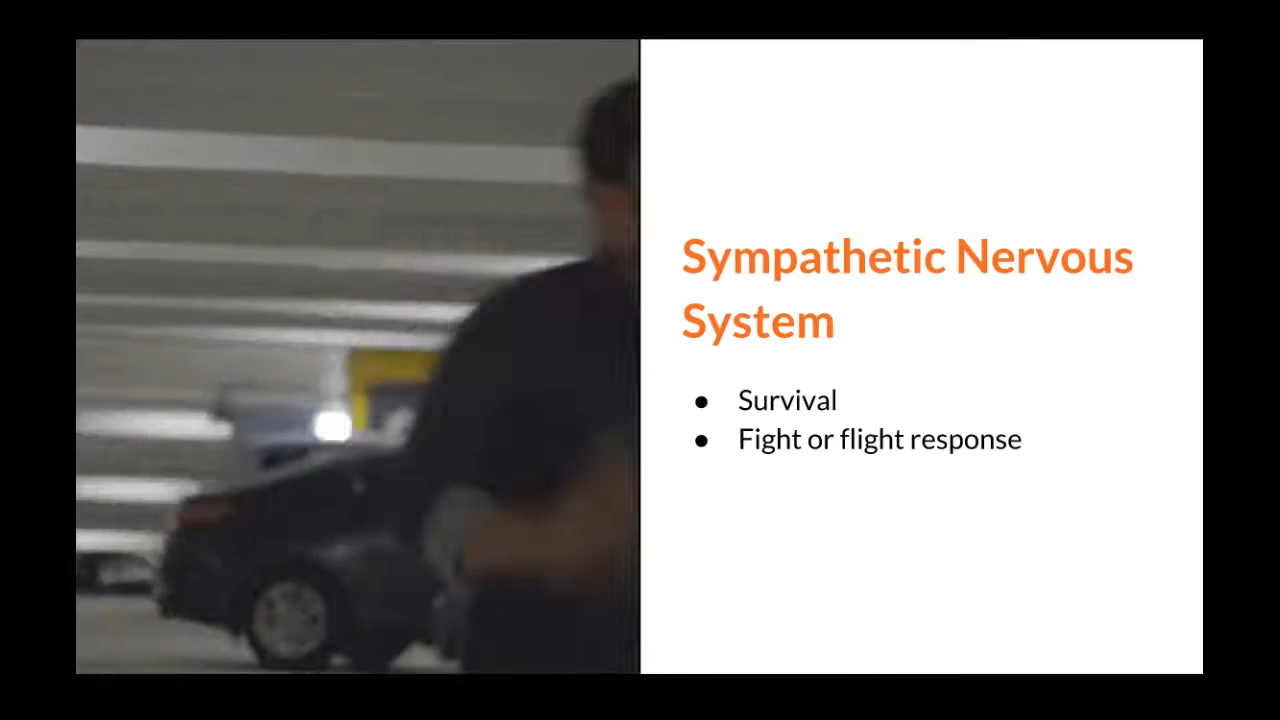 Sympathetic Nervous
System
● Survival
● Fight or flight response